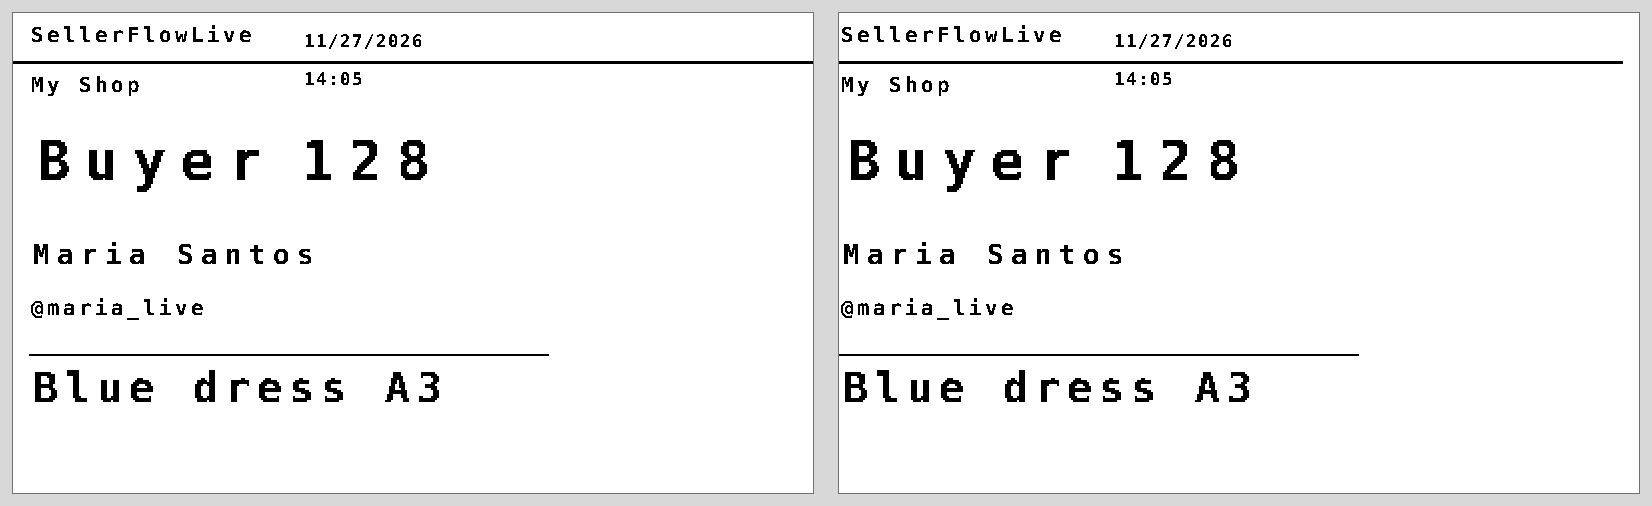 SellerFlowLive 11/27/2026
My Shop 14:05
Buyer 128
Maria Santos
@maria_live
Blue dress A3
SellerFlowLive 11/27/2026
My Shop 14:05
Buyer 128
Maria Santos
@maria_live
Blue dress A3